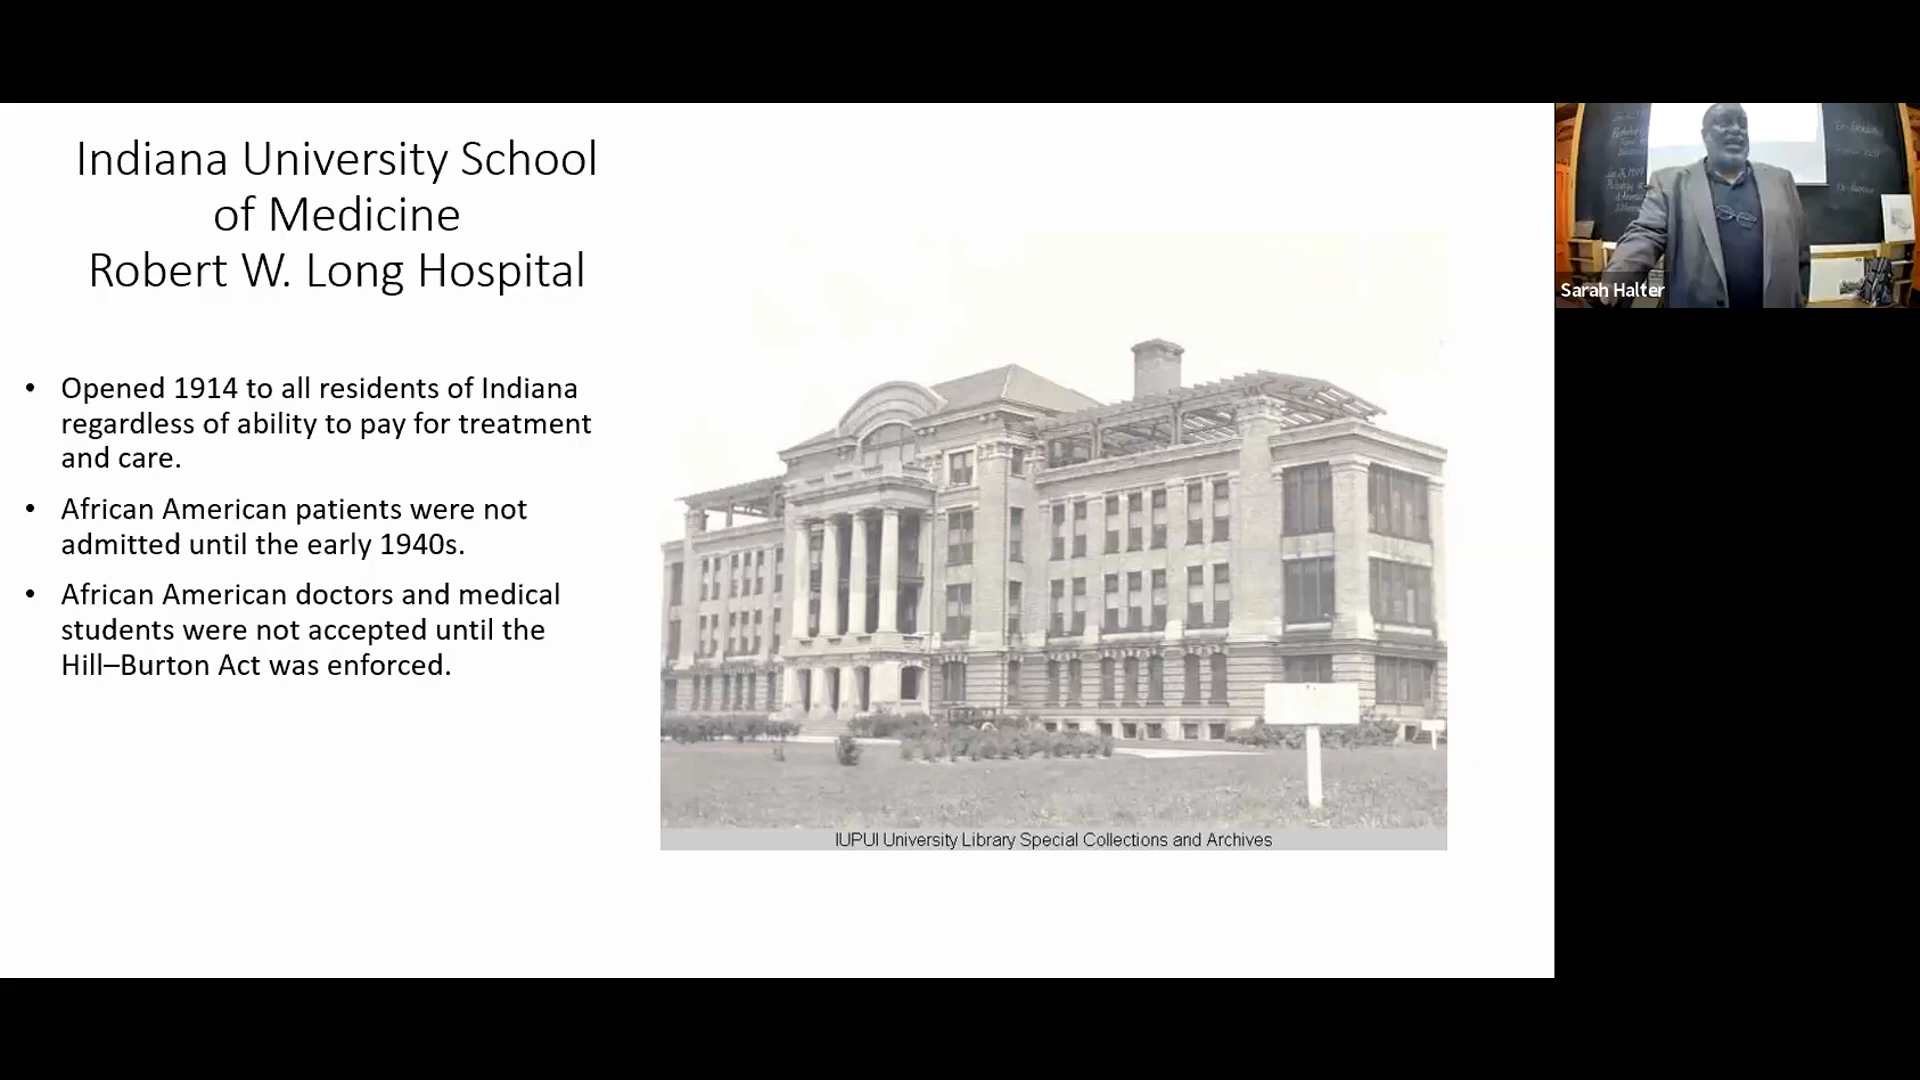 Indiana University School
of Medicine
Robert W. Long Hospital
• Opened 1914 to all residents of Indiana
regardless of ability to pay for treatment
and care.
• African American patients were not
admitted until the early 1940s.
• African American doctors and medical
students were not accepted until the
Hill–Burton Act was enforced.
IUPUI University Library Special Collections and Archives
Sarah Halter